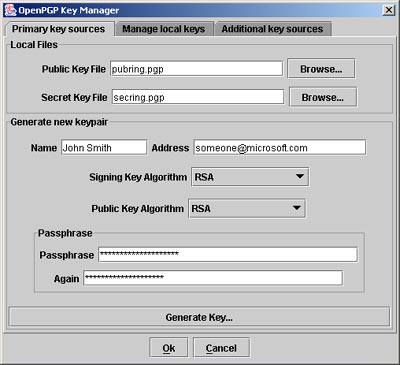 OpenPGP Key Manager
Primary key sources Manage local keys Additional key sources
Local Files
Public Key File pubring.pgp Browse...
Secret Key File secring.pgp Browse...
Generate new keypair
Name John Smith Address someone@microsoft.com
Signing Key Algorithm RSA
Public Key Algorithm RSA
Passphrase
Passphrase *******************
Again *******************
Generate Key...
Ok Cancel